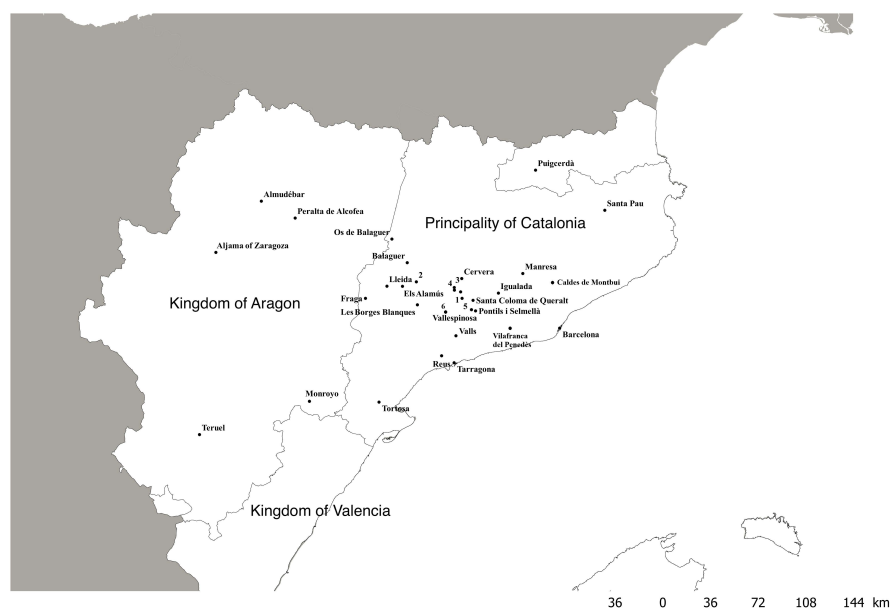 Puigcerdà
Almudébar
Santa Pau
Peralta de Alcofea
Principality of Catalonia
Os de Balaguer
Aljama of Zaragoza
Balaguer
Cervera
Manresa
2
3
Lleida
4
Igualada
Caldes de Montbui
Els Alamús
Kingdom of Aragon
Fraga
1
Santa Coloma de Queralt
Les Borges Blanques
6
5
Pontils i Selmellà
Vallespinosa
Valls
Vilafranca
del Penedès
Barcelona
Reus
Tarragona
Monroyo
Tortosa
Teruel
Kingdom of Valencia
36 0 36 72 108 144 km